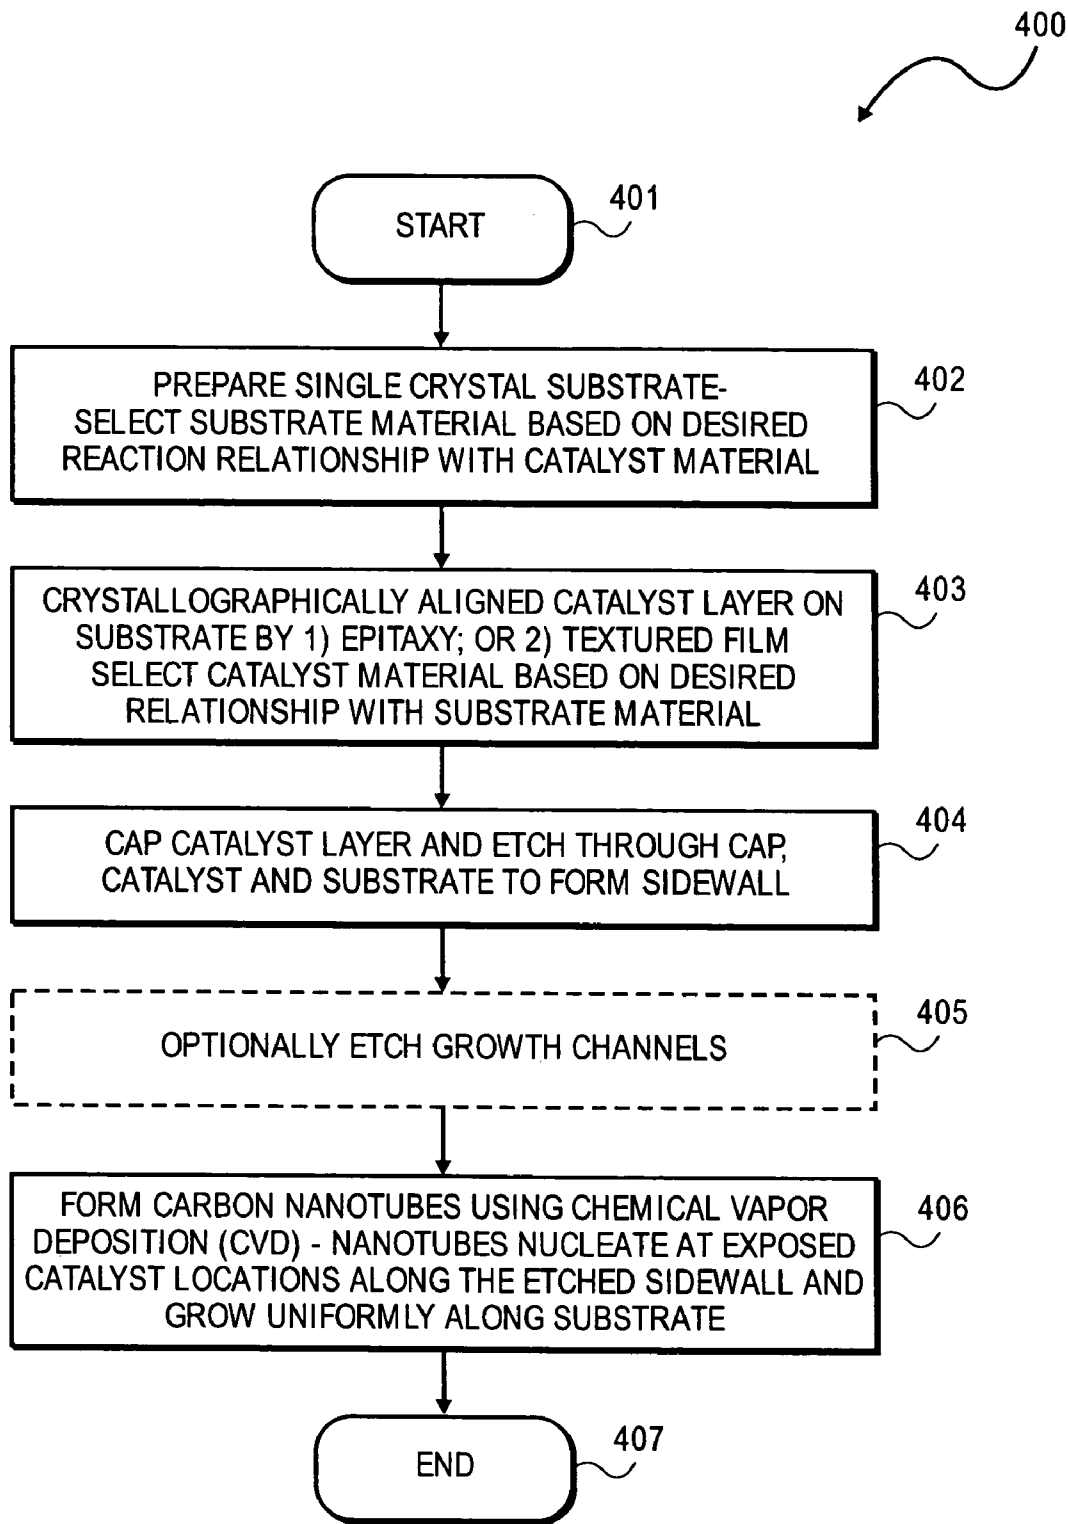 400
START
401
PREPARE SINGLE CRYSTAL SUBSTRATE-
SELECT SUBSTRATE MATERIAL BASED ON DESIRED
REACTION RELATIONSHIP WITH CATALYST MATERIAL
402
CRYSTALLOGRAPHICALLY ALIGNED CATALYST LAYER ON
SUBSTRATE BY 1) EPITAXY; OR 2) TEXTURED FILM
SELECT CATALYST MATERIAL BASED ON DESIRED
RELATIONSHIP WITH SUBSTRATE MATERIAL
403
CAP CATALYST LAYER AND ETCH THROUGH CAP,
CATALYST AND SUBSTRATE TO FORM SIDEWALL
404
OPTIONALLY ETCH GROWTH CHANNELS
405
FORM CARBON NANOTUBES USING CHEMICAL VAPOR
DEPOSITION (CVD) - NANOTUBES NUCLEATE AT EXPOSED
CATALYST LOCATIONS ALONG THE ETCHED SIDEWALL AND
GROW UNIFORMLY ALONG SUBSTRATE
406
END
407